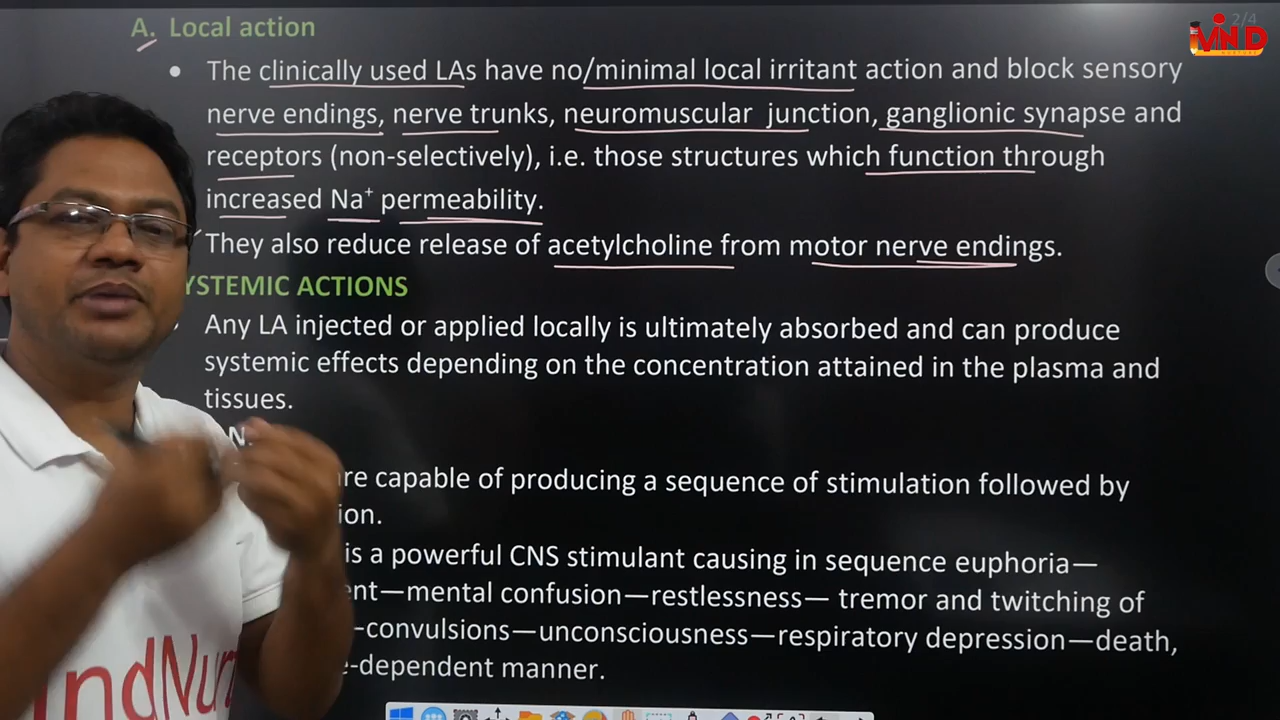 2/4
MIND
A. Local action
• The clinically used LAs have no/minimal local irritant action and block sensory
nerve endings, nerve trunks, neuromuscular junction, ganglionic synapse and
receptors (non-selectively), i.e. those structures which function through
increased Na⁺ permeability.
They also reduce release of acetylcholine from motor nerve endings.
YSTEMIC ACTIONS
Any LA injected or applied locally is ultimately absorbed and can produce
systemic effects depending on the concentration attained in the plasma and
tissues.
re capable of producing a sequence of stimulation followed by
ion.
is a powerful CNS stimulant causing in sequence euphoria—
nt—mental confusion—restlessness— tremor and twitching of
-convulsions—unconsciousness—respiratory depression—death,
e-dependent manner.
indNur